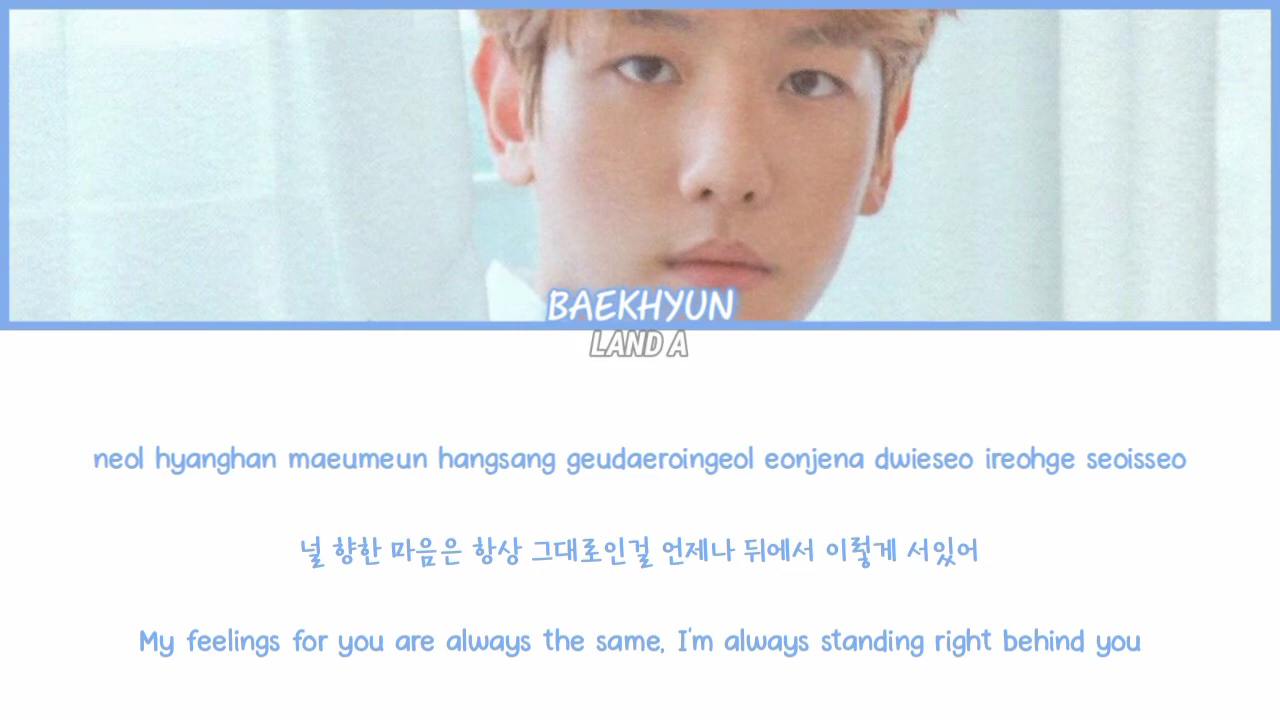 BAEKHYUN
LAND A
neol hyanghan maeumeun hangsang geudaeroingeol eonjena dwieseo ireohge seoisseo
널 향한 마음은 항상 그대로인걸 언제나 뒤에서 이렇게 서있어
My feelings for you are always the same, I'm always standing right behind you